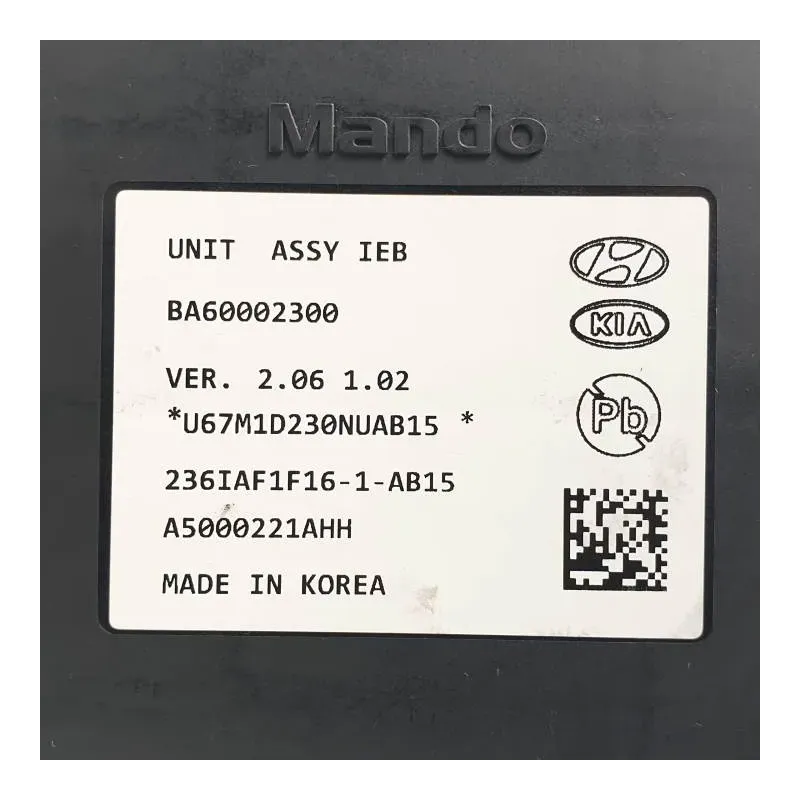 Mando
UNIT ASSY IEB
BA60002300
KIA
VER. 2.06 1.02
*U67M1D230NUAB15 *
Pb
236IAF1F16-1-AB15
A5000221AHH
MADE IN KOREA